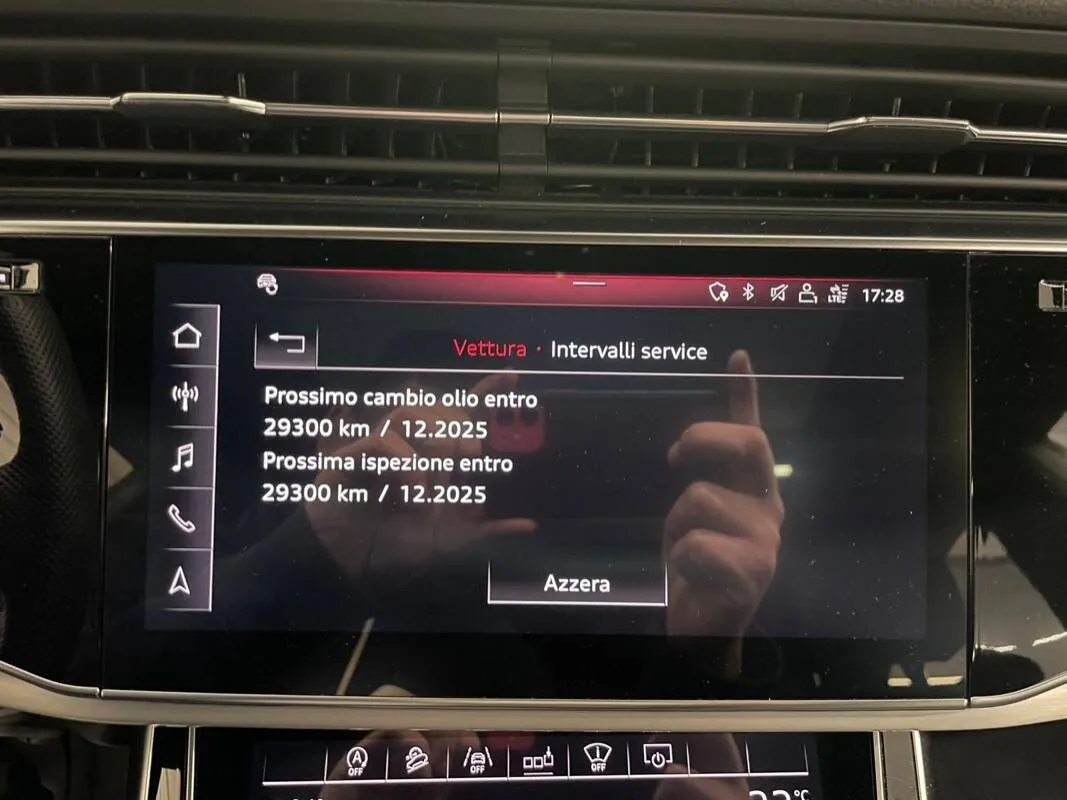 LTE 17:28
Vettura · Intervalli service
Prossimo cambio olio entro
29300 km / 12.2025
Prossima ispezione entro
29300 km / 12.2025
Azzera
A OFF
OFF
OFF
°C